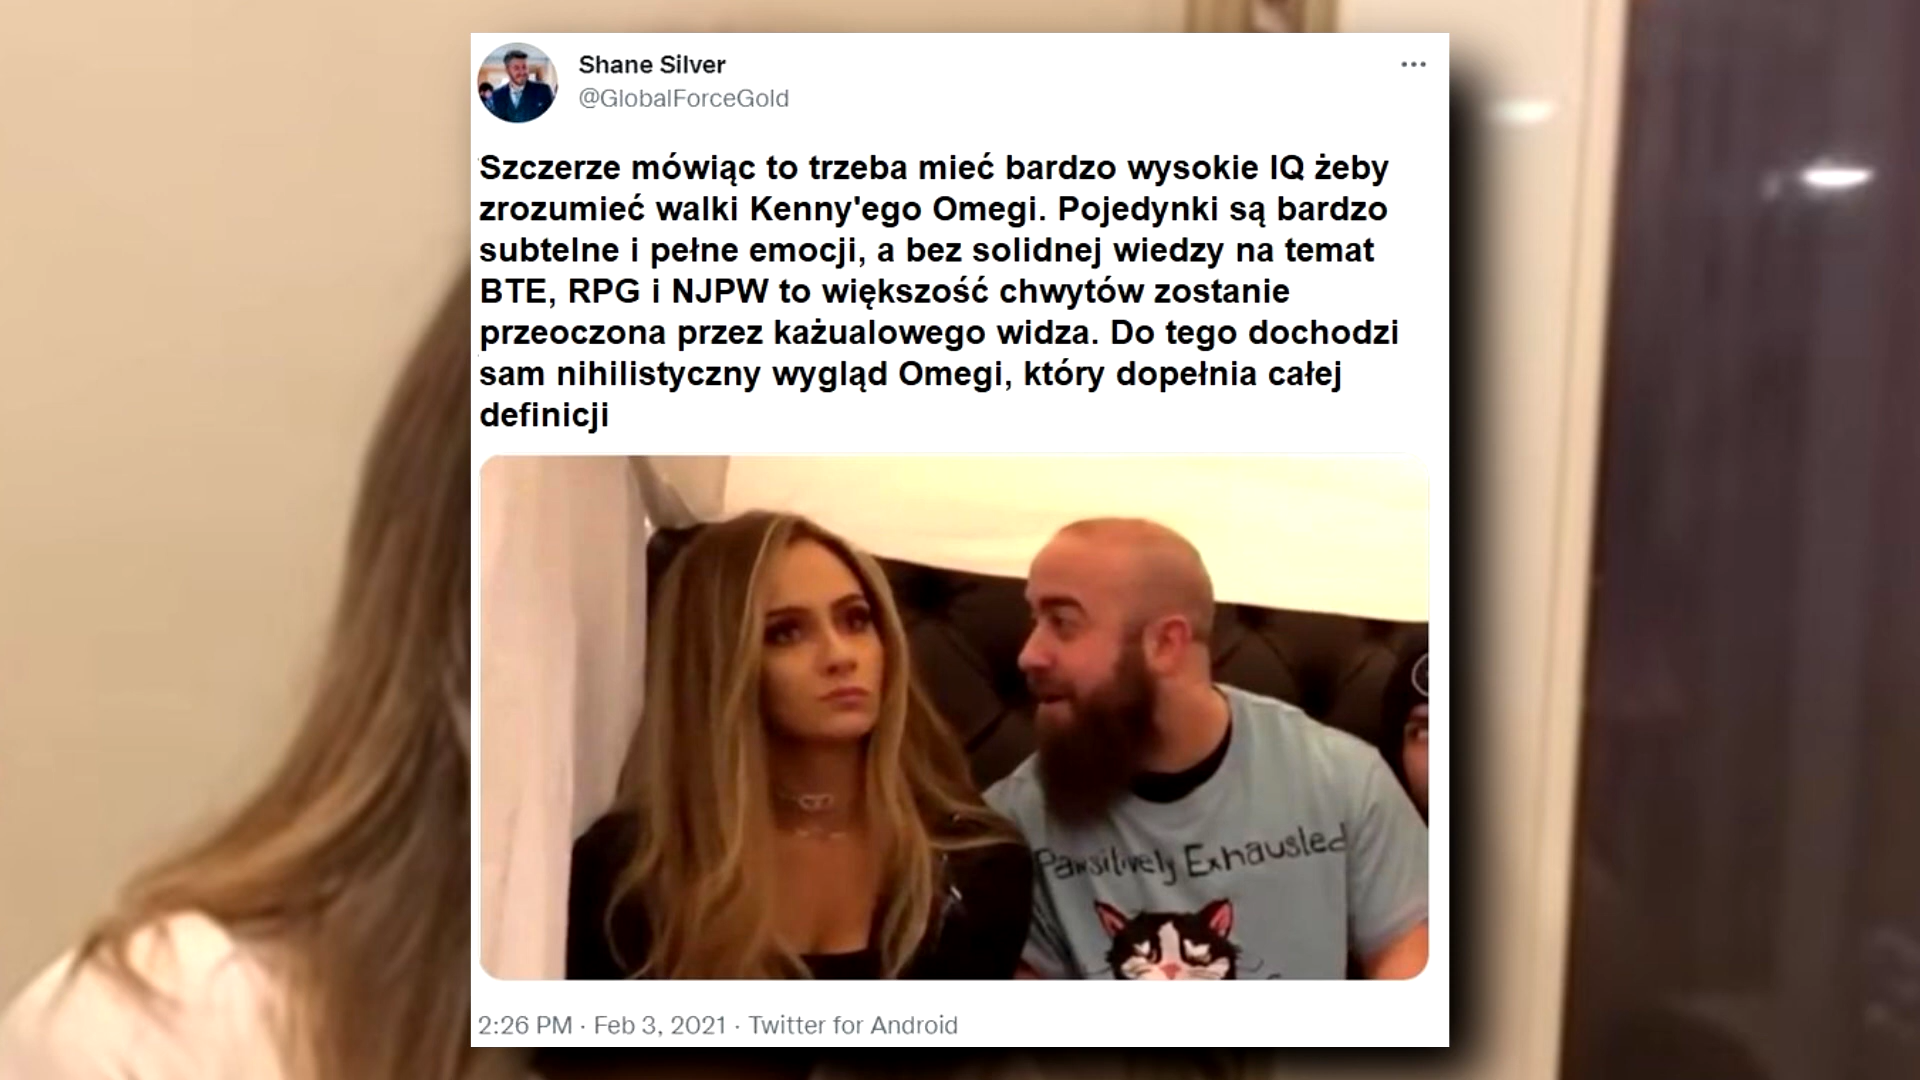 Shane Silver
@GlobalForceGold
Szczerze mówiąc to trzeba mieć bardzo wysokie IQ żeby
zrozumieć walki Kenny'ego Omegi. Pojedynki są bardzo
subtelne i pełne emocji, a bez solidnej wiedzy na temat
BTE, RPG i NJPW to większość chwytów zostanie
przeoczona przez każualowego widza. Do tego dochodzi
sam nihilistyczny wygląd Omegi, który dopełnia całej
definicji
Pawsitively Exhausted
2:26 PM · Feb 3, 2021 · Twitter for Android